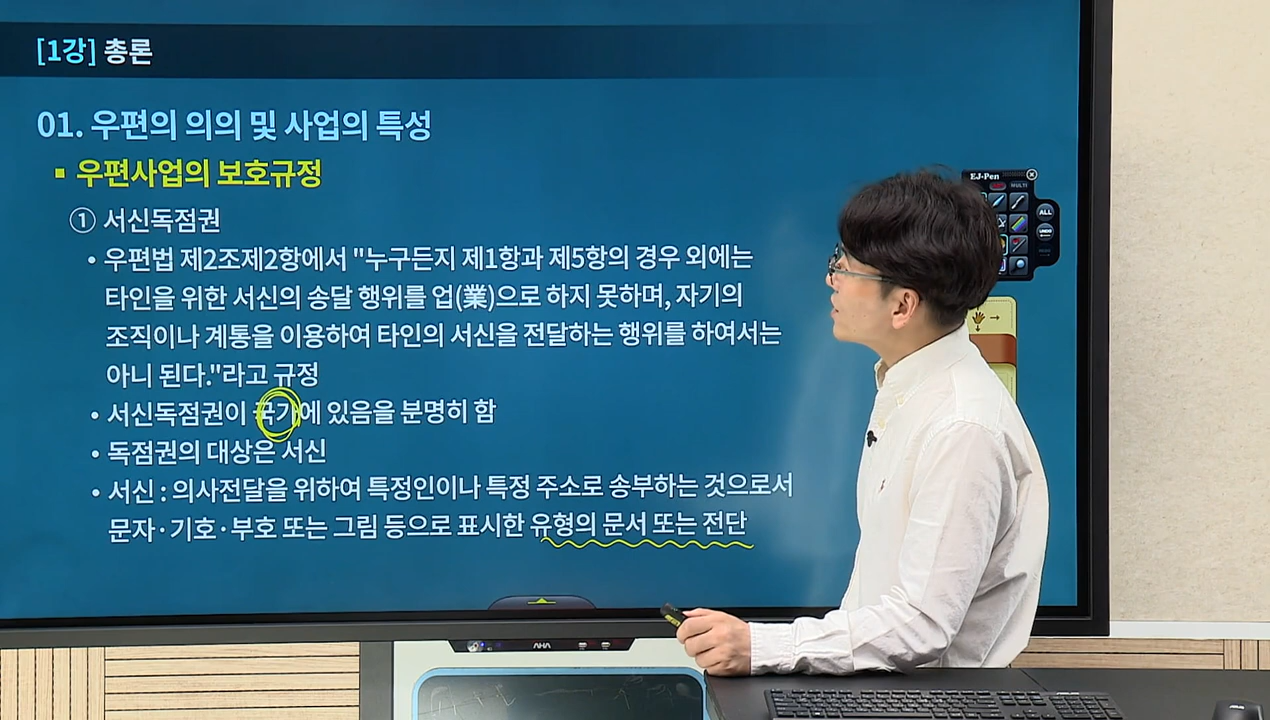 [1강] 총론
01. 우편의 의의 및 사업의 특성
▪ 우편사업의 보호규정
① 서신독점권
• 우편법 제2조제2항에서 "누구든지 제1항과 제5항의 경우 외에는
타인을 위한 서신의 송달 행위를 업(業)으로 하지 못하며, 자기의
조직이나 계통을 이용하여 타인의 서신을 전달하는 행위를 하여서는
아니 된다."라고 규정
• 서신독점권이 국가에 있음을 분명히 함
• 독점권의 대상은 서신
• 서신 : 의사전달을 위하여 특정인이나 특정 주소로 송부하는 것으로서
문자·기호·부호 또는 그림 등으로 표시한 유형의 문서 또는 전단
EJ-Pen
MULTI
ALL
UNDO
AHA